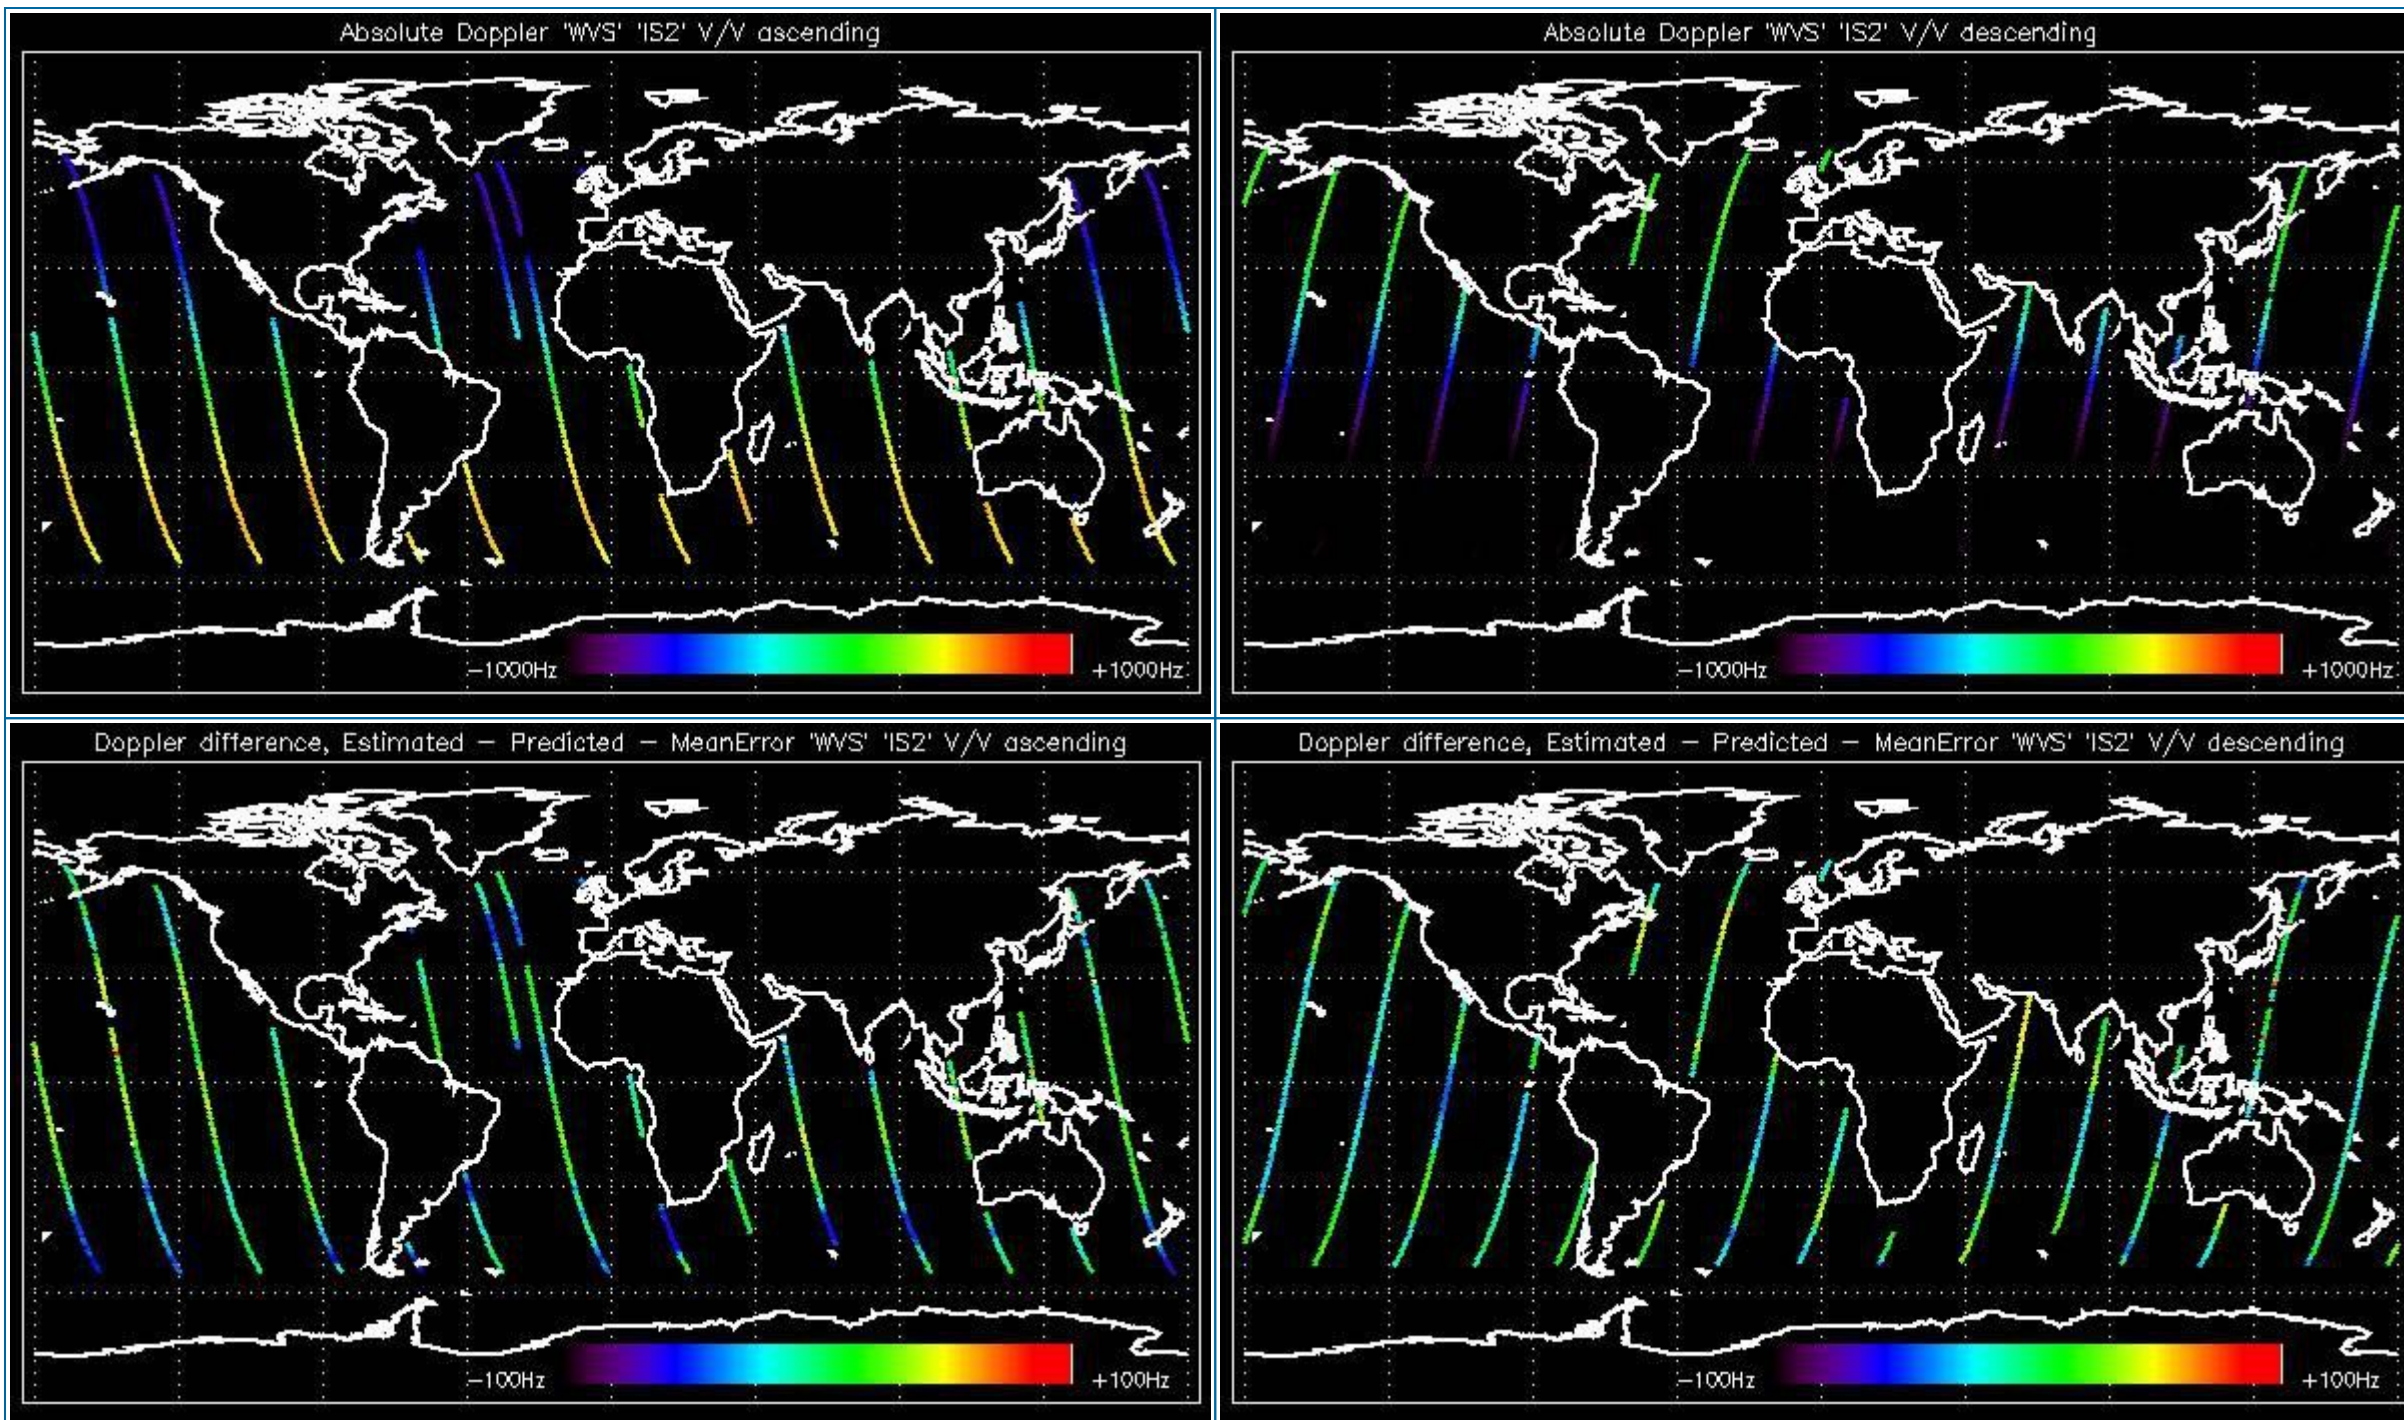 Absolute Doppler 'WVS' 'IS2' V/V ascending
-1000Hz
+1000Hz
Absolute Doppler 'WVS' 'IS2' V/V descending
-1000Hz
+1000Hz
Doppler difference, Estimated - Predicted - MeanError 'WVS' 'IS2' V/V ascending
-100Hz
+100Hz
Doppler difference, Estimated - Predicted - MeanError 'WVS' 'IS2' V/V descending
-100Hz
+100Hz